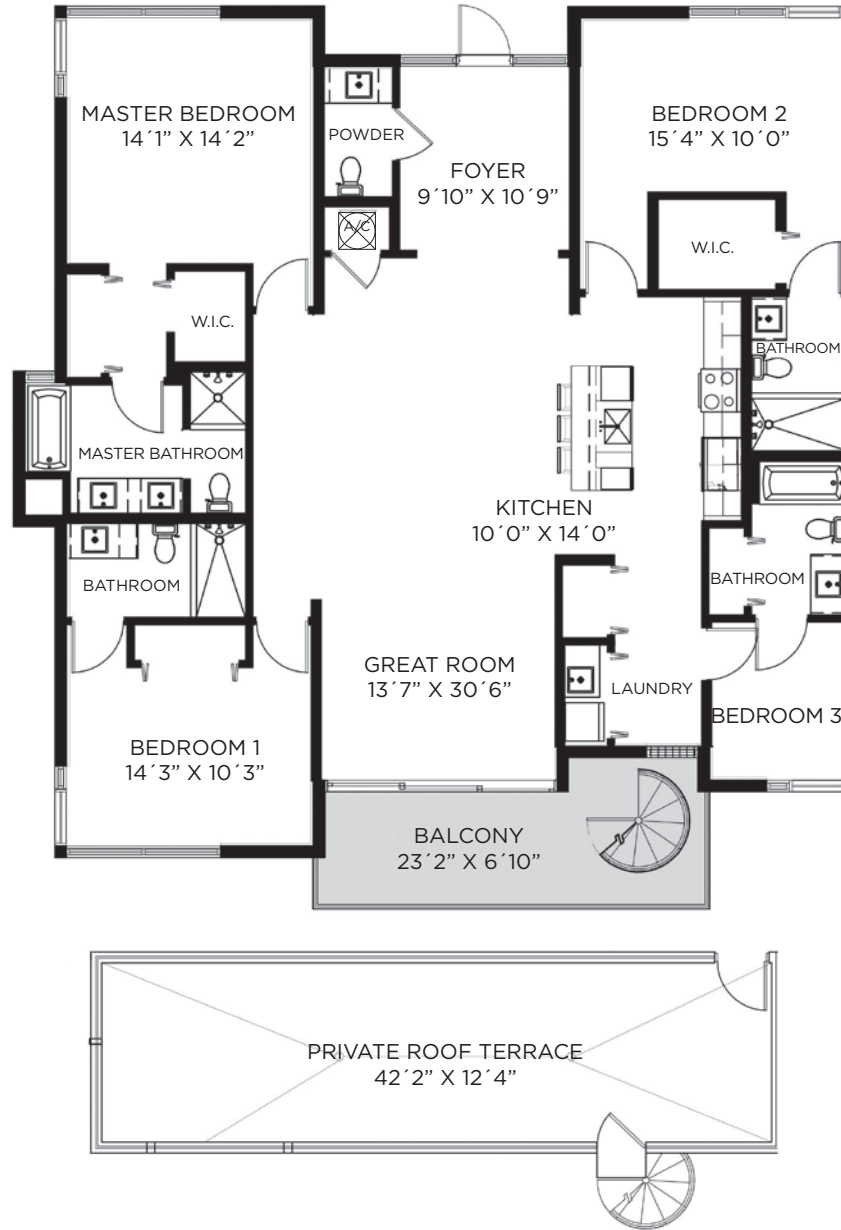 MASTER BEDROOM
14´1” X 14´2”
POWDER
FOYER
9´10” X 10´9”
BEDROOM 2
15´4” X 10´0”
A/C
W.I.C.
W.I.C.
BATHROOM
MASTER BATHROOM
KITCHEN
10´0” X 14´0”
BATHROOM
BATHROOM
GREAT ROOM
13´7” X 30´6”
LAUNDRY
BEDROOM 3
BEDROOM 1
14´3” X 10´3”
BALCONY
23´2” X 6´10”
PRIVATE ROOF TERRACE
42´2” X 12´4”